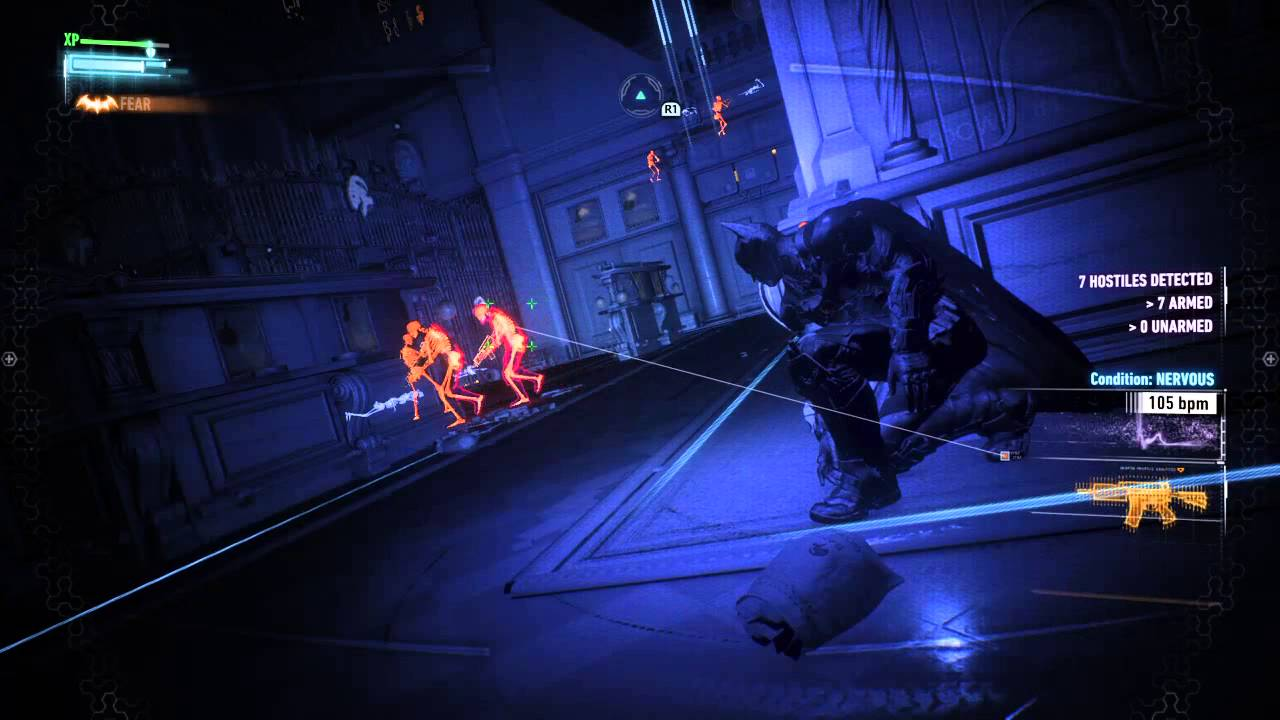 XP
FEAR
R1
7 HOSTILES DETECTED
> 7 ARMED
> 0 UNARMED
Condition: NERVOUS
105 bpm